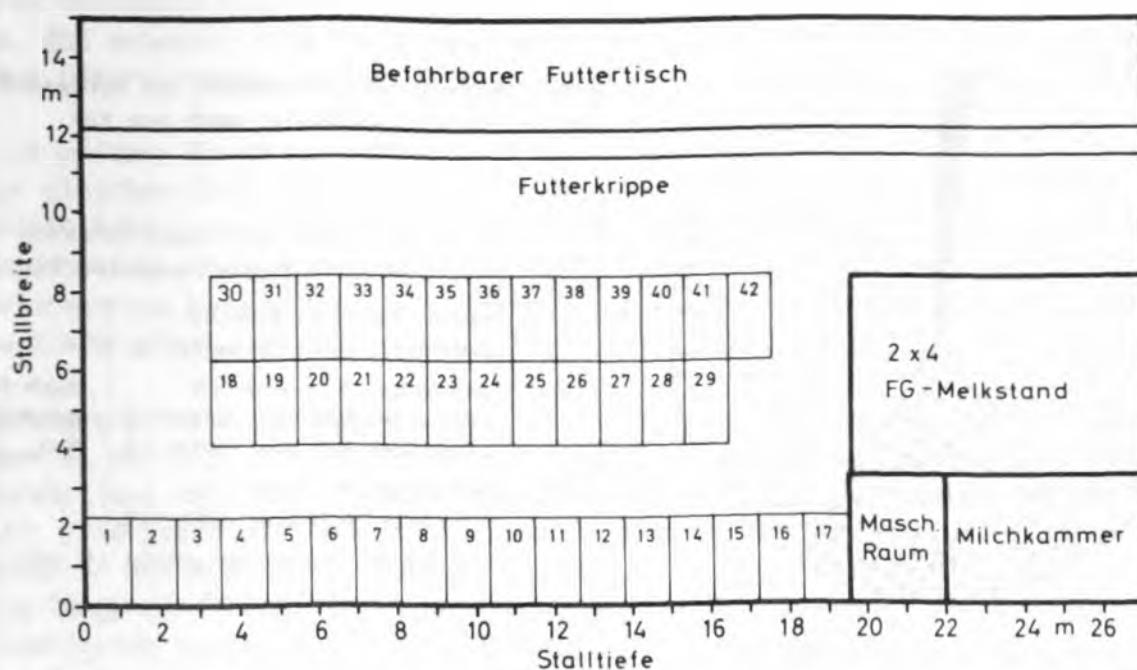 14
m
12
10
8
6
4
2
0
Stallbreite
Befahrbarer Futtertisch
Futterkrippe
30 31 32 33 34 35 36 37 38 39 40 41 42
18 19 20 21 22 23 24 25 26 27 28 29
1 2 3 4 5 6 7 8 9 10 11 12 13 14 15 16 17
2 x 4
FG-Melkstand
Masch.
Raum
Milchkammer
0 2 4 6 8 10 12 14 16 18 20 22 24 m 26
Stalltiefe